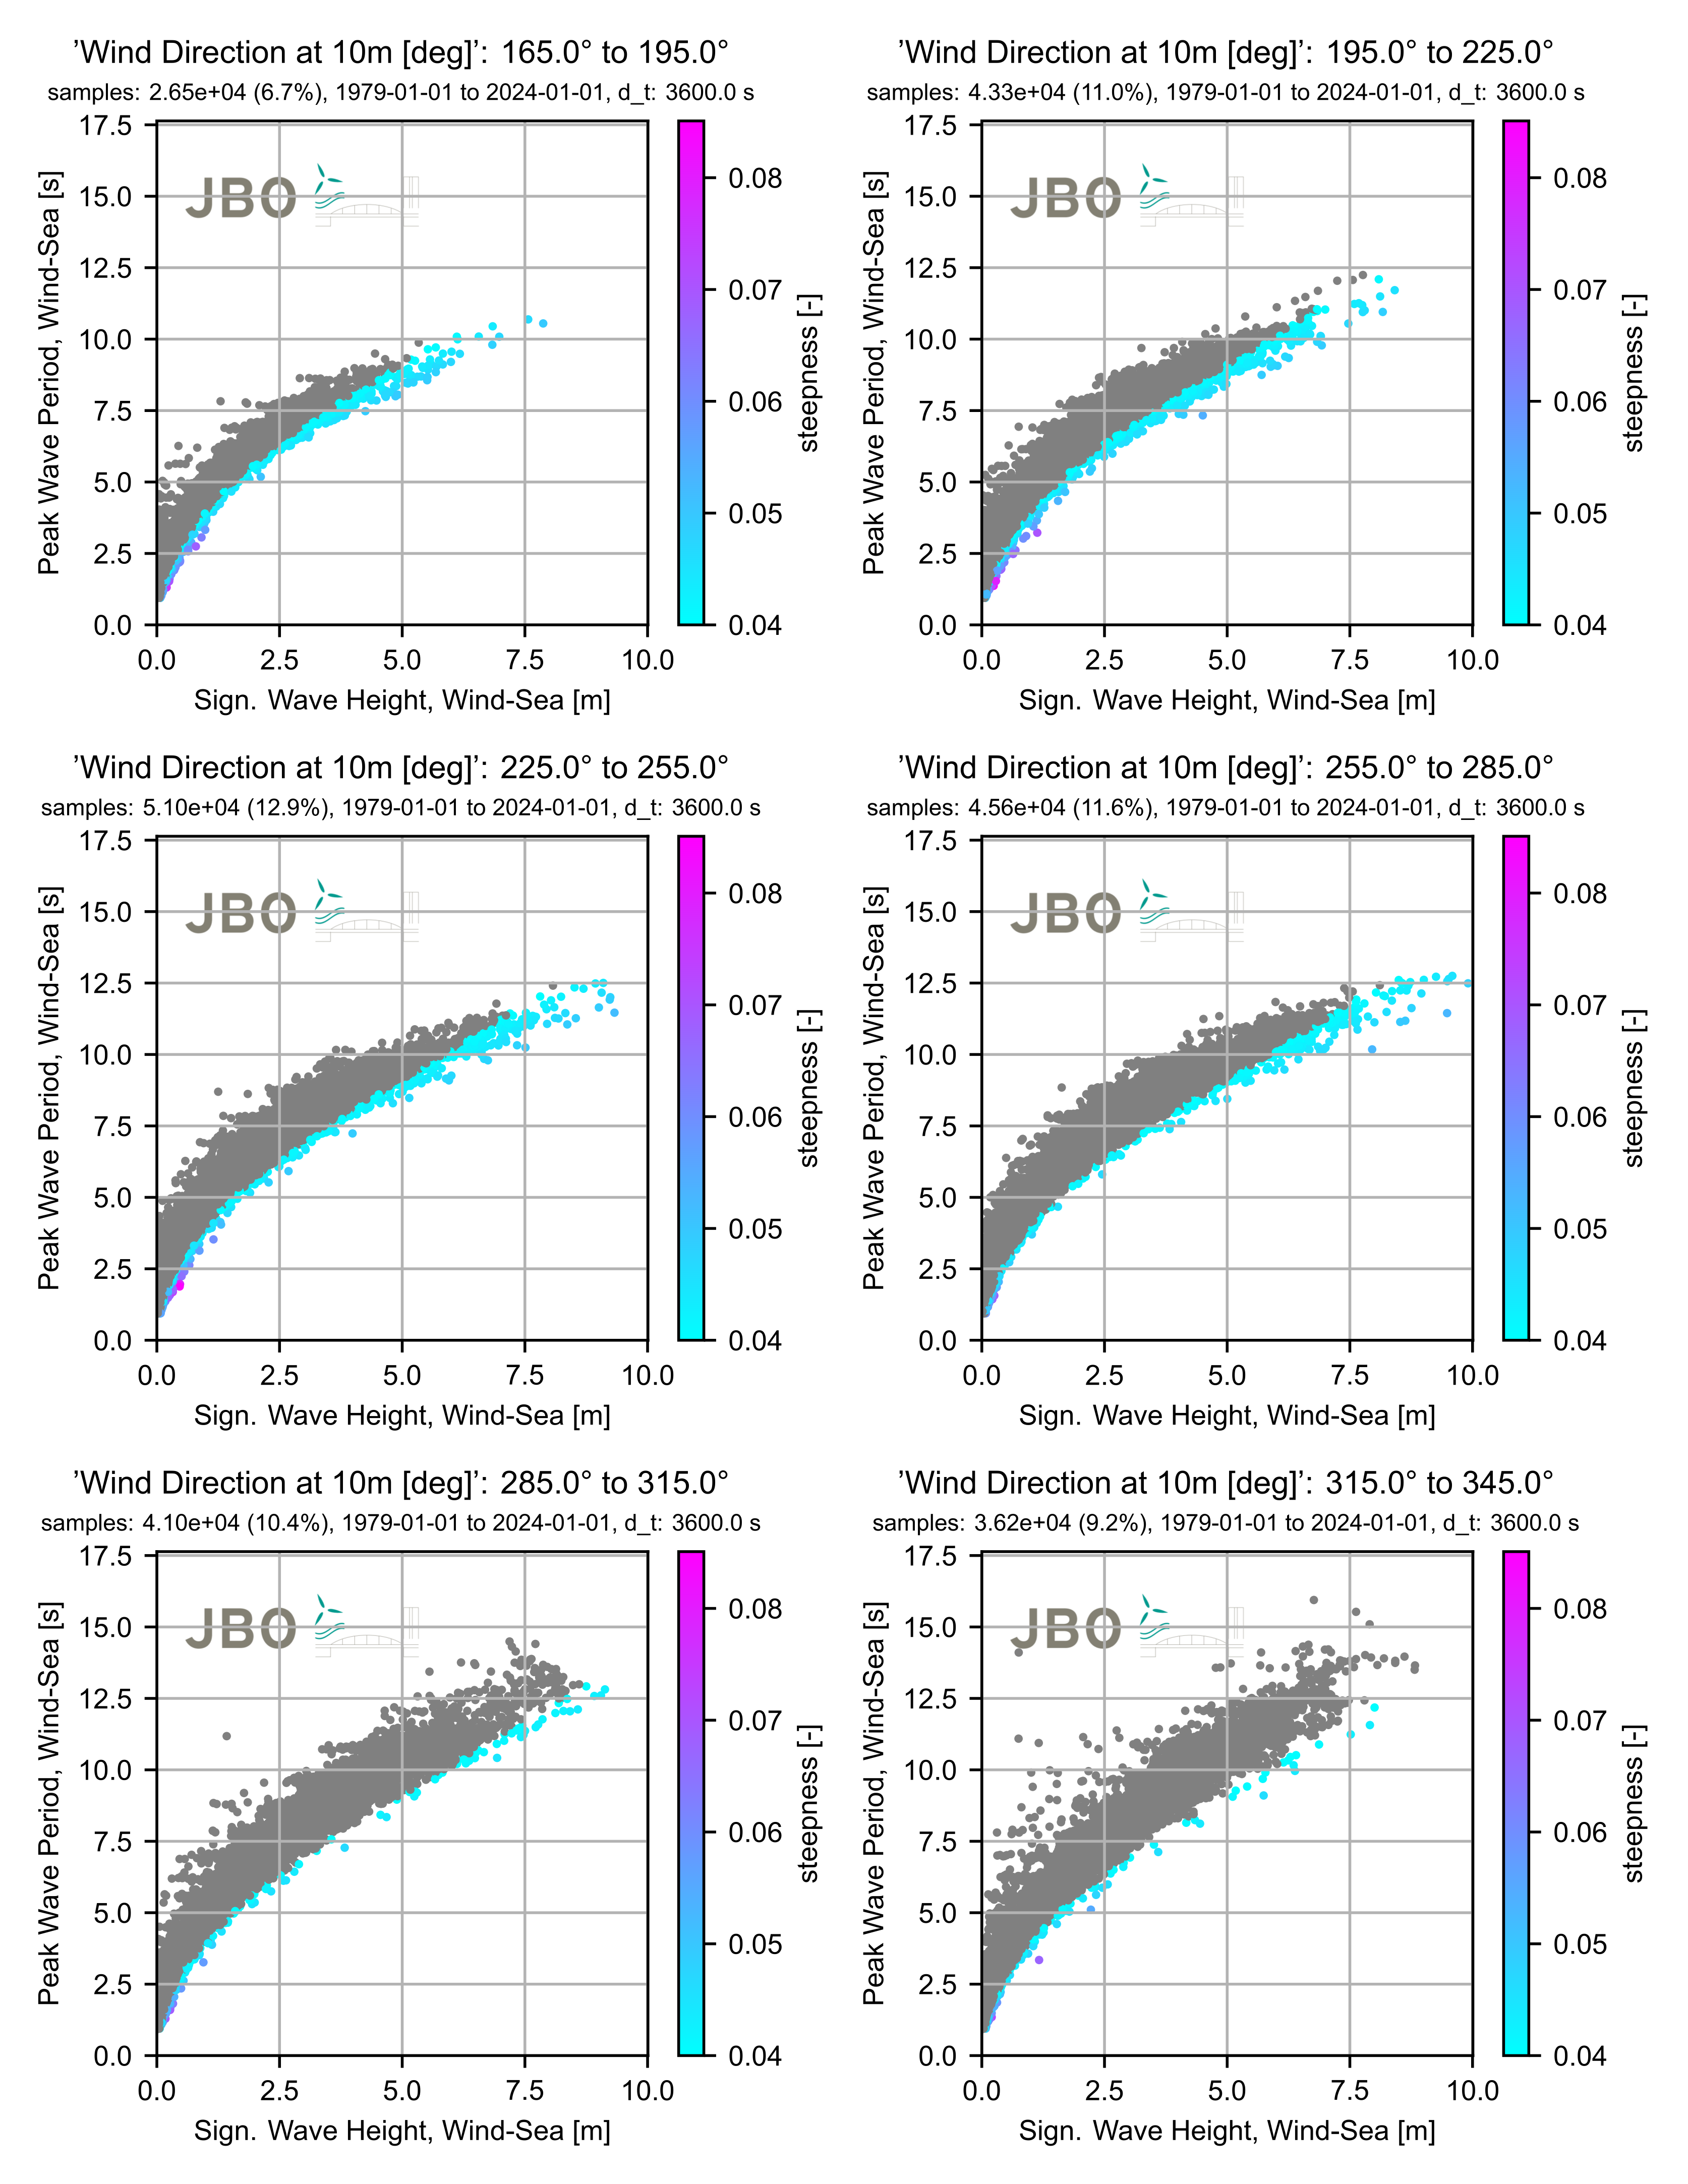 'Wind Direction at 10m [deg]': 165.0° to 195.0°
samples: 2.65e+04 (6.7%), 1979-01-01 to 2024-01-01, d_t: 3600.0 s
17.5
15.0
12.5
10.0
7.5
5.0
2.5
0.0
Peak Wave Period, Wind-Sea [s]
JBO
0.0 2.5 5.0 7.5 10.0
Sign. Wave Height, Wind-Sea [m]
0.08
0.07
0.06
0.05
0.04
steepness [-]
'Wind Direction at 10m [deg]': 195.0° to 225.0°
samples: 4.33e+04 (11.0%), 1979-01-01 to 2024-01-01, d_t: 3600.0 s
17.5
15.0
12.5
10.0
7.5
5.0
2.5
0.0
Peak Wave Period, Wind-Sea [s]
JBO
0.0 2.5 5.0 7.5 10.0
Sign. Wave Height, Wind-Sea [m]
0.08
0.07
0.06
0.05
0.04
steepness [-]
'Wind Direction at 10m [deg]': 225.0° to 255.0°
samples: 5.10e+04 (12.9%), 1979-01-01 to 2024-01-01, d_t: 3600.0 s
17.5
15.0
12.5
10.0
7.5
5.0
2.5
0.0
Peak Wave Period, Wind-Sea [s]
JBO
0.0 2.5 5.0 7.5 10.0
Sign. Wave Height, Wind-Sea [m]
0.08
0.07
0.06
0.05
0.04
steepness [-]
'Wind Direction at 10m [deg]': 255.0° to 285.0°
samples: 4.56e+04 (11.6%), 1979-01-01 to 2024-01-01, d_t: 3600.0 s
17.5
15.0
12.5
10.0
7.5
5.0
2.5
0.0
Peak Wave Period, Wind-Sea [s]
JBO
0.0 2.5 5.0 7.5 10.0
Sign. Wave Height, Wind-Sea [m]
0.08
0.07
0.06
0.05
0.04
steepness [-]
'Wind Direction at 10m [deg]': 285.0° to 315.0°
samples: 4.10e+04 (10.4%), 1979-01-01 to 2024-01-01, d_t: 3600.0 s
17.5
15.0
12.5
10.0
7.5
5.0
2.5
0.0
Peak Wave Period, Wind-Sea [s]
JBO
0.0 2.5 5.0 7.5 10.0
Sign. Wave Height, Wind-Sea [m]
0.08
0.07
0.06
0.05
0.04
steepness [-]
'Wind Direction at 10m [deg]': 315.0° to 345.0°
samples: 3.62e+04 (9.2%), 1979-01-01 to 2024-01-01, d_t: 3600.0 s
17.5
15.0
12.5
10.0
7.5
5.0
2.5
0.0
Peak Wave Period, Wind-Sea [s]
JBO
0.0 2.5 5.0 7.5 10.0
Sign. Wave Height, Wind-Sea [m]
0.08
0.07
0.06
0.05
0.04
steepness [-]